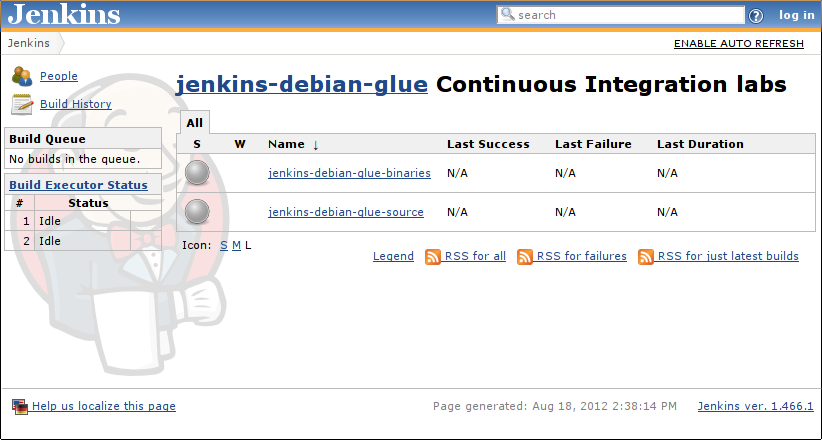 Jenkins
search
? log in
Jenkins
ENABLE AUTO REFRESH
People
Build History
Build Queue
No builds in the queue.
Build Executor Status
# Status
1 Idle
2 Idle
jenkins-debian-glue Continuous Integration labs
All
S W Name ↓ Last Success Last Failure Last Duration
jenkins-debian-glue-binaries N/A N/A N/A
jenkins-debian-glue-source N/A N/A N/A
Icon: S M L
Legend RSS for all RSS for failures RSS for just latest builds
Help us localize this page Page generated: Aug 18, 2012 2:38:14 PM Jenkins ver. 1.466.1